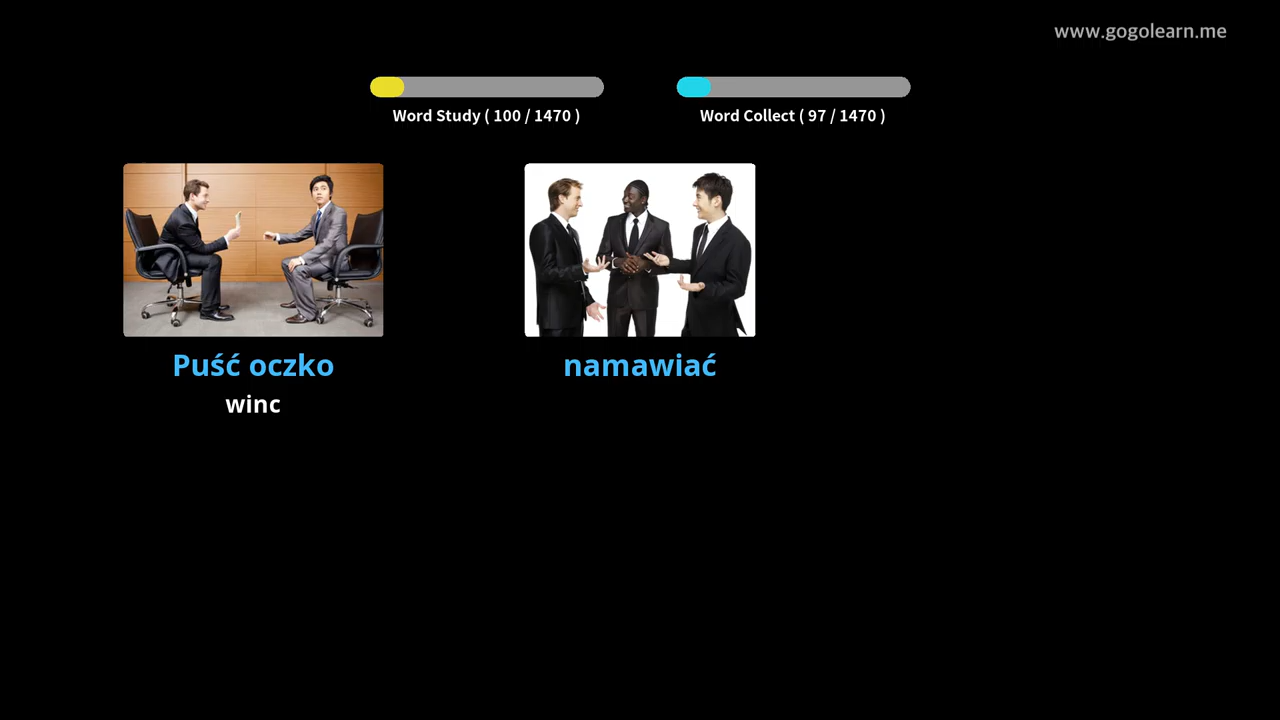 www.gogolearn.me
Word Study ( 100 / 1470 )
Word Collect ( 97 / 1470 )
Puść oczko
namawiać
winc